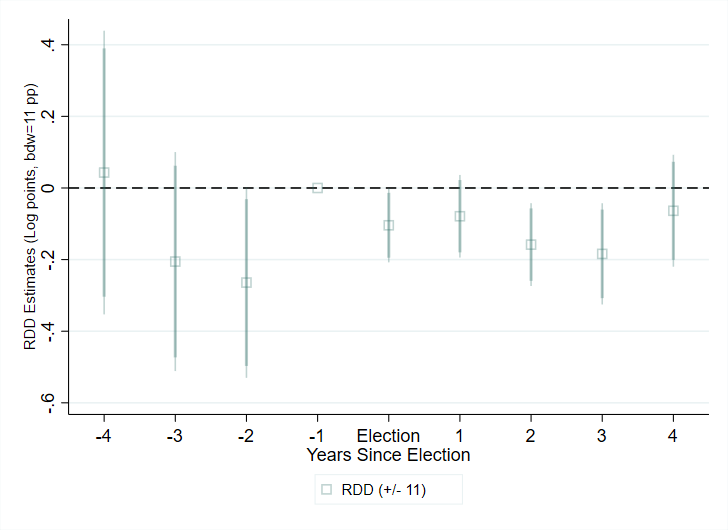 RDD Estimates (Log points, bdw=11 pp)
.4
.2
0
-.2
-.4
-.6
-4 -3 -2 -1 Election 1 2 3 4
Years Since Election
RDD (+/- 11)